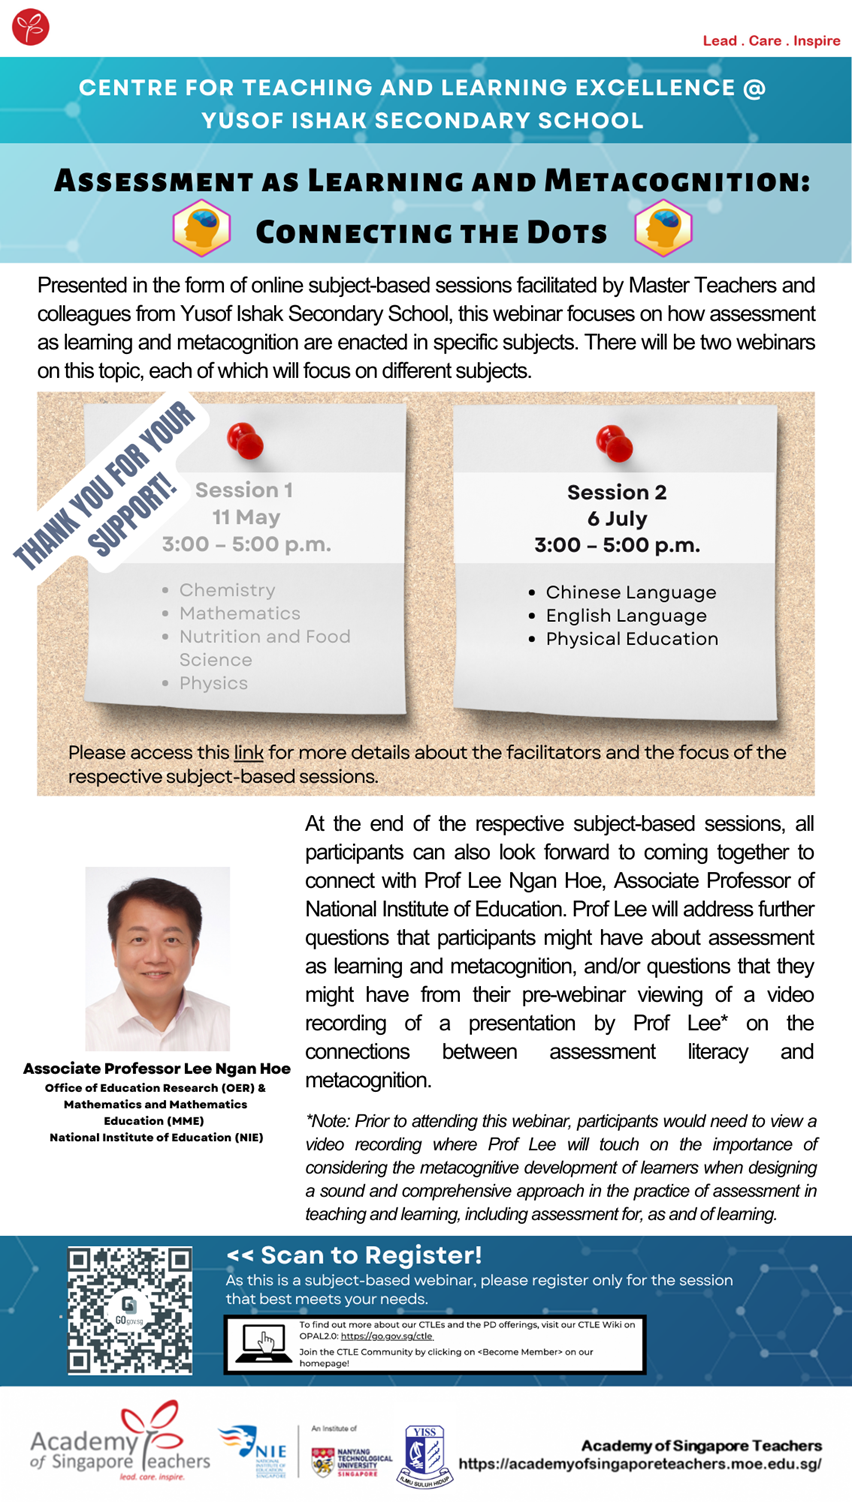 Lead . Care . Inspire
CENTRE FOR TEACHING AND LEARNING EXCELLENCE @
YUSOF ISHAK SECONDARY SCHOOL
ASSESSMENT AS LEARNING AND METACOGNITION:
CONNECTING THE DOTS
Presented in the form of online subject-based sessions facilitated by Master Teachers and
colleagues from Yusof Ishak Secondary School, this webinar focuses on how assessment
as learning and metacognition are enacted in specific subjects. There will be two webinars
on this topic, each of which will focus on different subjects.
THANK YOU FOR YOUR
SUPPORT!
Session 1
11 May
3:00 – 5:00 p.m.
• Chemistry
• Mathematics
• Nutrition and Food
Science
• Physics
Session 2
6 July
3:00 – 5:00 p.m.
• Chinese Language
• English Language
• Physical Education
Please access this link for more details about the facilitators and the focus of the
respective subject-based sessions.
At the end of the respective subject-based sessions, all
participants can also look forward to coming together to
connect with Prof Lee Ngan Hoe, Associate Professor of
National Institute of Education. Prof Lee will address further
questions that participants might have about assessment
as learning and metacognition, and/or questions that they
might have from their pre-webinar viewing of a video
recording of a presentation by Prof Lee* on the
connections between assessment literacy and
metacognition.
Associate Professor Lee Ngan Hoe
Office of Education Research (OER) &
Mathematics and Mathematics
Education (MME)
National Institute of Education (NIE)
*Note: Prior to attending this webinar, participants would need to view a
video recording where Prof Lee will touch on the importance of
considering the metacognitive development of learners when designing
a sound and comprehensive approach in the practice of assessment in
teaching and learning, including assessment for, as and of learning.
GOgov.sg
<< Scan to Register!
As this is a subject-based webinar, please register only for the session
that best meets your needs.
To find out more about our CTLEs and the PD offerings, visit our CTLE Wiki on
OPAL2.0: https://go.gov.sg/ctle
Join the CTLE Community by clicking on <Become Member> on our
homepage!
Academy
of Singapore Teachers
lead. care. inspire.
NIE
NATIONAL
INSTITUTE OF
EDUCATION
SINGAPORE
An Institute of
NANYANG
TECHNOLOGICAL
UNIVERSITY
SINGAPORE
YISS
ILMU SULUH HIDUP
Academy of Singapore Teachers
https://academyofsingaporeteachers.moe.edu.sg/